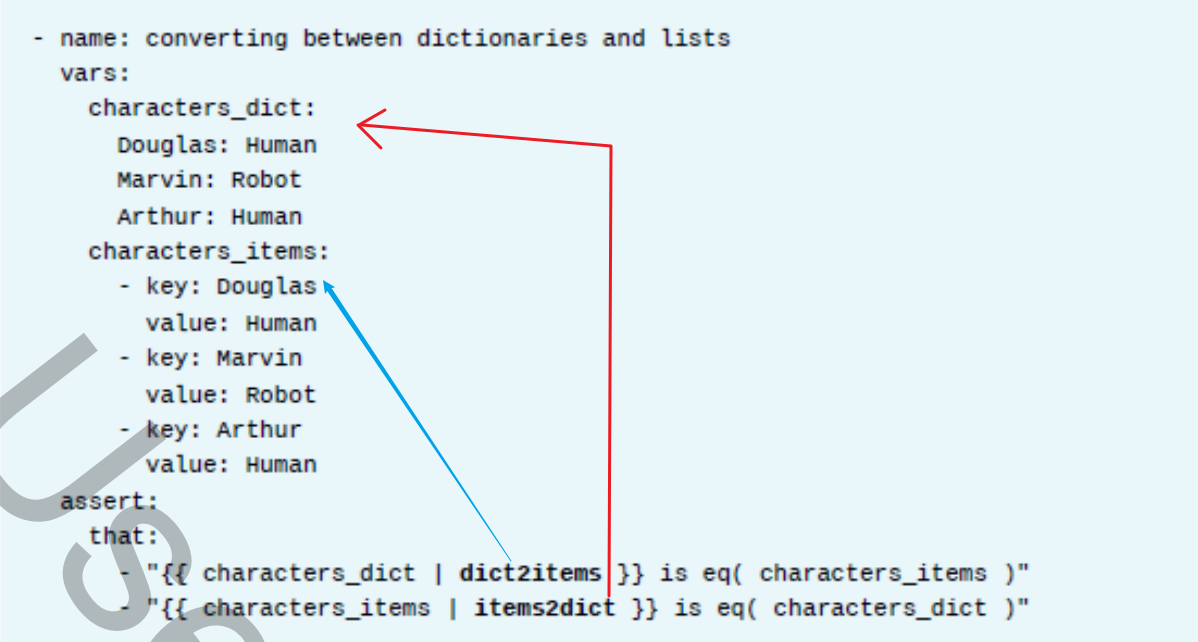 - name: converting between dictionaries and lists
  vars:
    characters_dict:
      Douglas: Human
      Marvin: Robot
      Arthur: Human
    characters_items:
      - key: Douglas
        value: Human
      - key: Marvin
        value: Robot
      - key: Arthur
        value: Human
  assert:
    that:
      - "{{ characters_dict | dict2items }} is eq( characters_items )"
      - "{{ characters_items | items2dict }} is eq( characters_dict )"